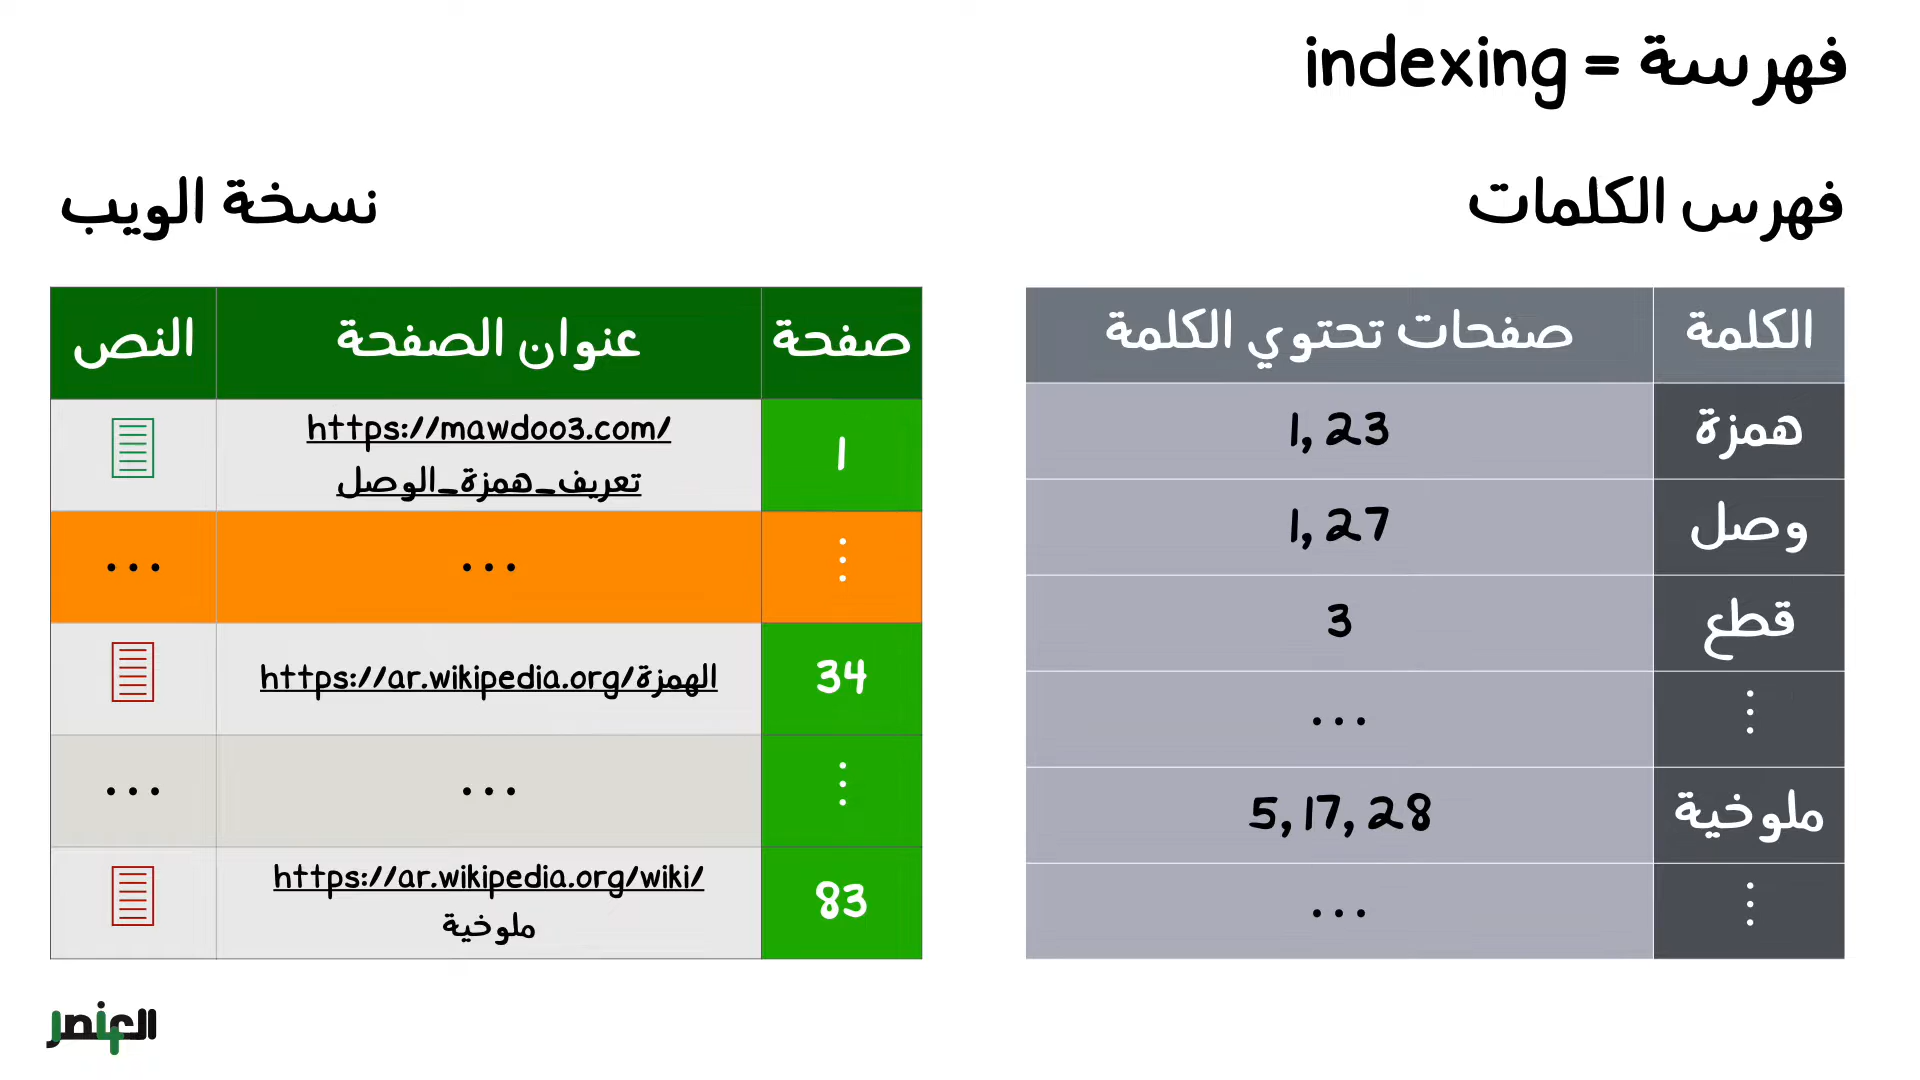 فهرسة = indexing
فهرس الكلمات
الكلمة
صفحات تحتوي الكلمة
همزة
1, 23
وصل
1, 27
قطع
3
⋮
...
ملوخية
5, 17, 28
⋮
...
نسخة الويب
صفحة
عنوان الصفحة
النص
1
https://mawdoo3.com/
تعريف_همزة_الوصل
⋮
...
...
34
https://ar.wikipedia.org/الهمزة
⋮
...
...
83
https://ar.wikipedia.org/wiki/
ملوخية